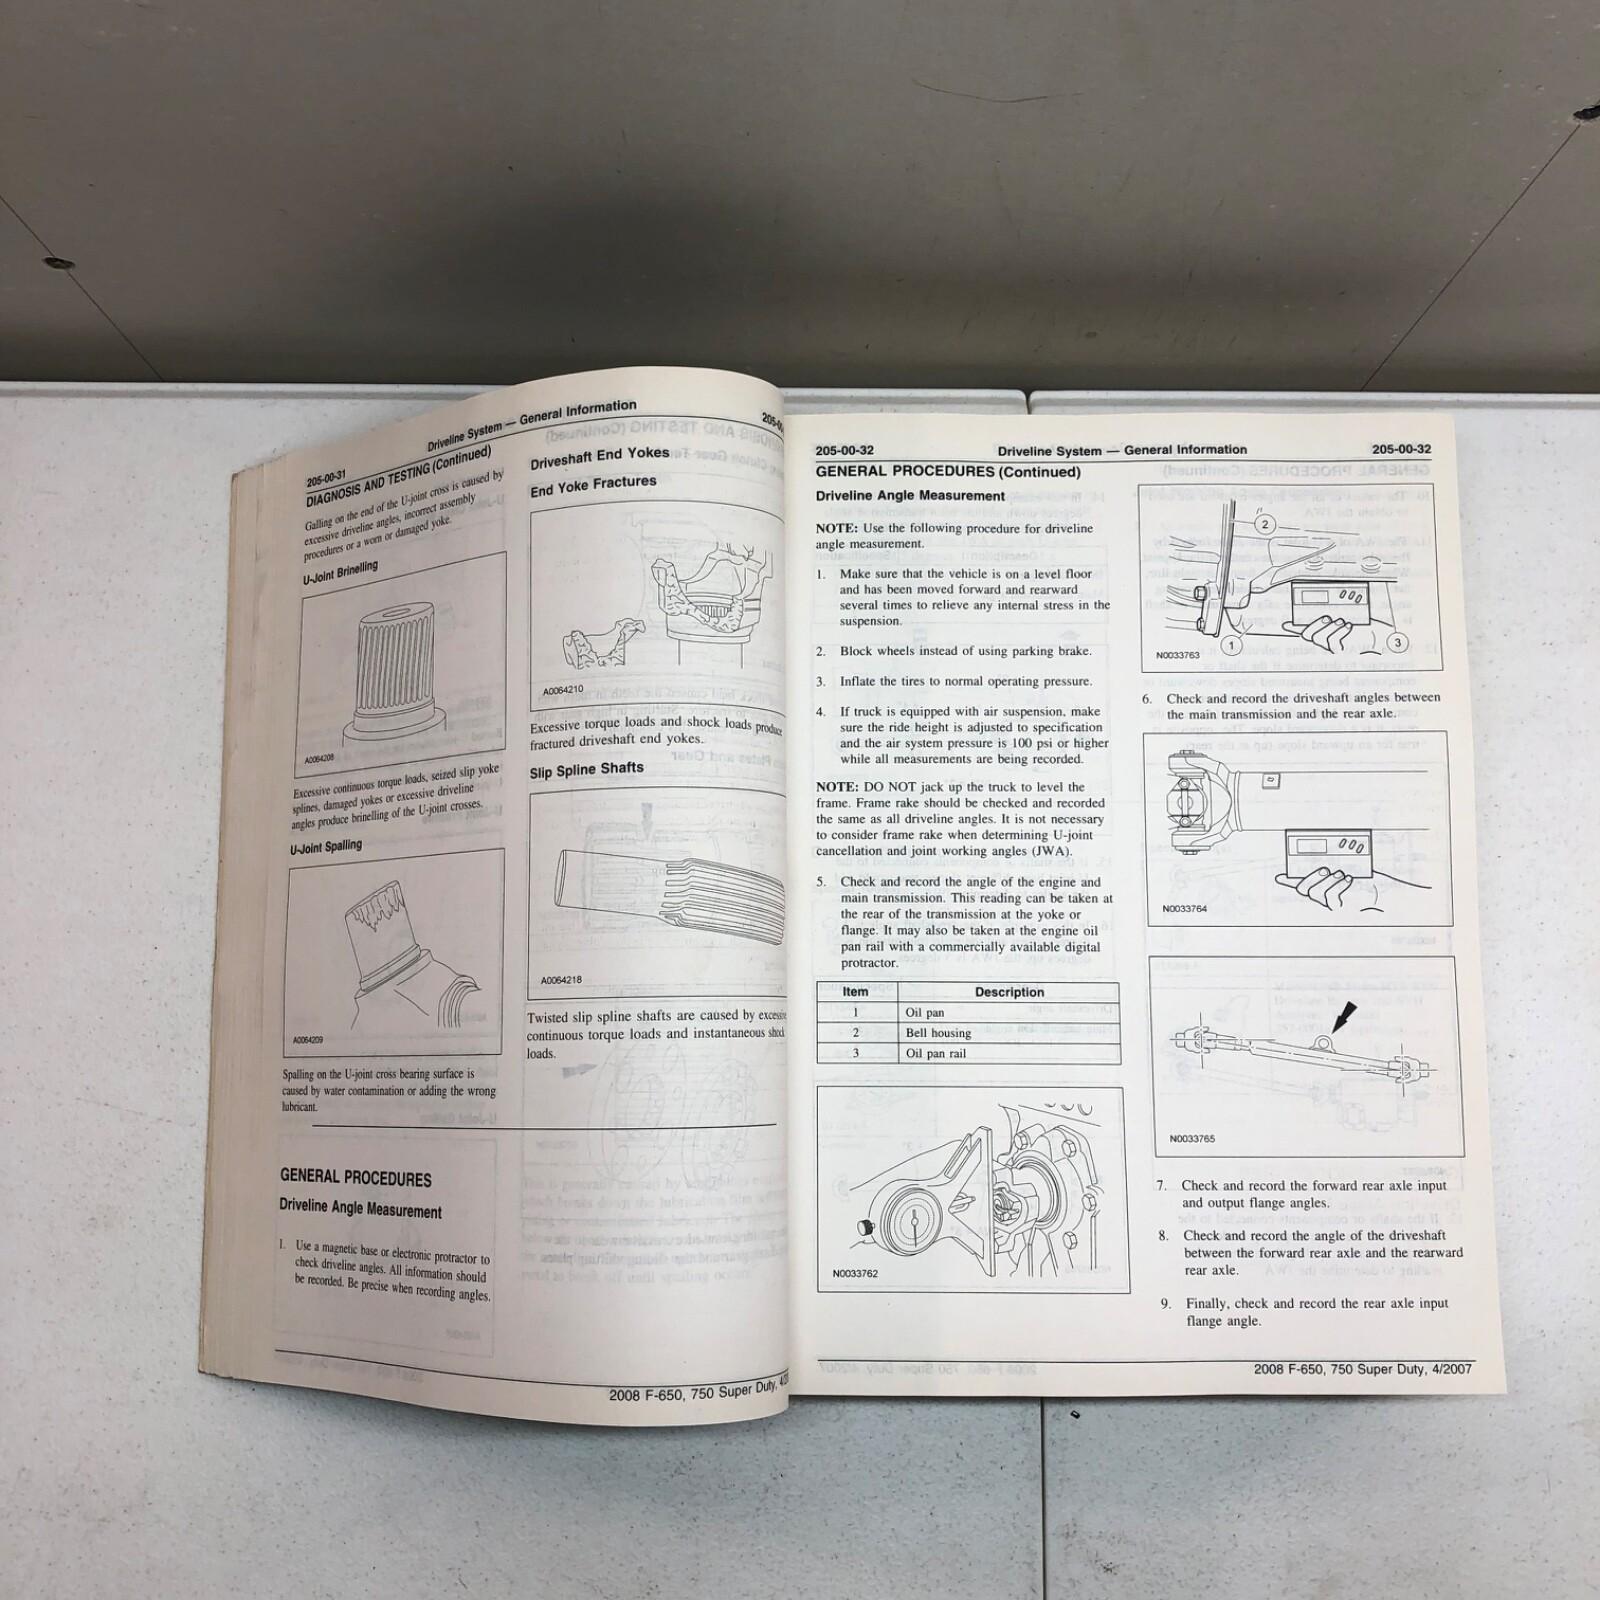 205-00-31
Driveline System — General Information
DIAGNOSIS AND TESTING (Continued)
Galling on the end of the U-joint cross is caused by
excessive driveline angles, incorrect assembly
procedures or a worn or damaged yoke.
U-Joint Brinelling
A0064208
Excessive continuous torque loads, seized slip yoke
splines, damaged yokes or excessive driveline
angles produce brinelling of the U-joint crosses.
U-Joint Spalling
A0064209
Spalling on the U-joint cross bearing surface is
caused by water contamination or adding the wrong
lubricant.
Driveshaft End Yokes
End Yoke Fractures
A0064210
Excessive torque loads and shock loads produce
fractured driveshaft end yokes.
Slip Spline Shafts
A0064218
Twisted slip spline shafts are caused by
continuous torque loads and instantaneous shock
loads.
GENERAL PROCEDURES
Driveline Angle Measurement
1. Use a magnetic base or electronic protractor to
check driveline angles. All information should
be recorded. Be precise when recording angles.
2008 F-650, 750 Super Duty,
205-00-32
Driveline System — General Information
205-00-32
GENERAL PROCEDURES (Continued)
Driveline Angle Measurement
NOTE: Use the following procedure for driveline
angle measurement.
1. Make sure that the vehicle is on a level floor
and has been moved forward and rearward
several times to relieve any internal stress in the
suspension.
2. Block wheels instead of using parking brake.
3. Inflate the tires to normal operating pressure.
4. If truck is equipped with air suspension, make
sure the ride height is adjusted to specification
and the air system pressure is 100 psi or higher
while all measurements are being recorded.
NOTE: DO NOT jack up the truck to level the
frame. Frame rake should be checked and recorded
the same as all driveline angles. It is not necessary
to consider frame rake when determining U-joint
cancellation and joint working angles (JWA).
5. Check and record the angle of the engine and
main transmission. This reading can be taken at
the rear of the transmission at the yoke or
flange. It may also be taken at the engine oil
pan rail with a commercially available digital
protractor.
Item Description
1 Oil pan
2 Bell housing
3 Oil pan rail
N0033762
2
000
1
3
N0033763
6. Check and record the driveshaft angles between
the main transmission and the rear axle.
000
N0033764
N0033765
7. Check and record the forward rear axle input
and output flange angles.
8. Check and record the angle of the driveshaft
between the forward rear axle and the rearward
rear axle.
9. Finally, check and record the rear axle input
flange angle.
2008 F-650, 750 Super Duty, 4/2007